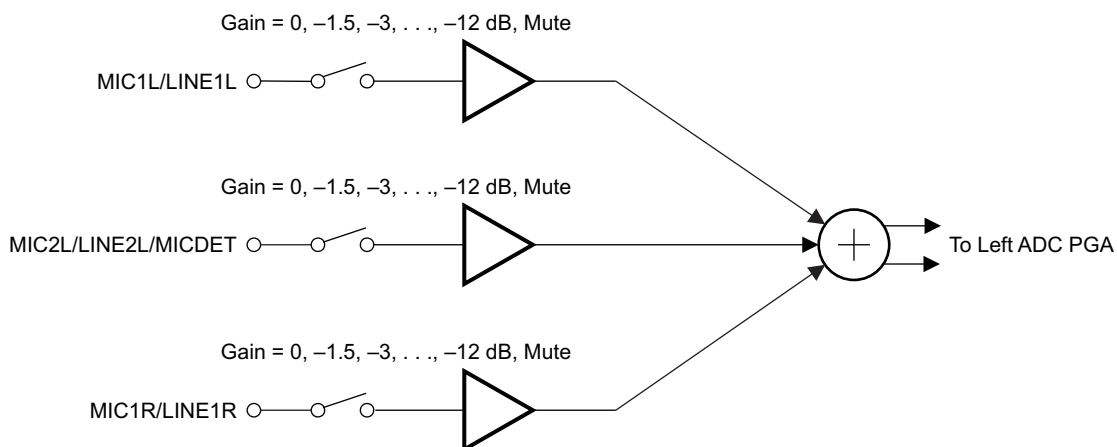 Gain = 0, –1.5, –3, . . ., –12 dB, Mute
MIC1L/LINE1L
Gain = 0, –1.5, –3, . . ., –12 dB, Mute
MIC2L/LINE2L/MICDET
To Left ADC PGA
Gain = 0, –1.5, –3, . . ., –12 dB, Mute
MIC1R/LINE1R